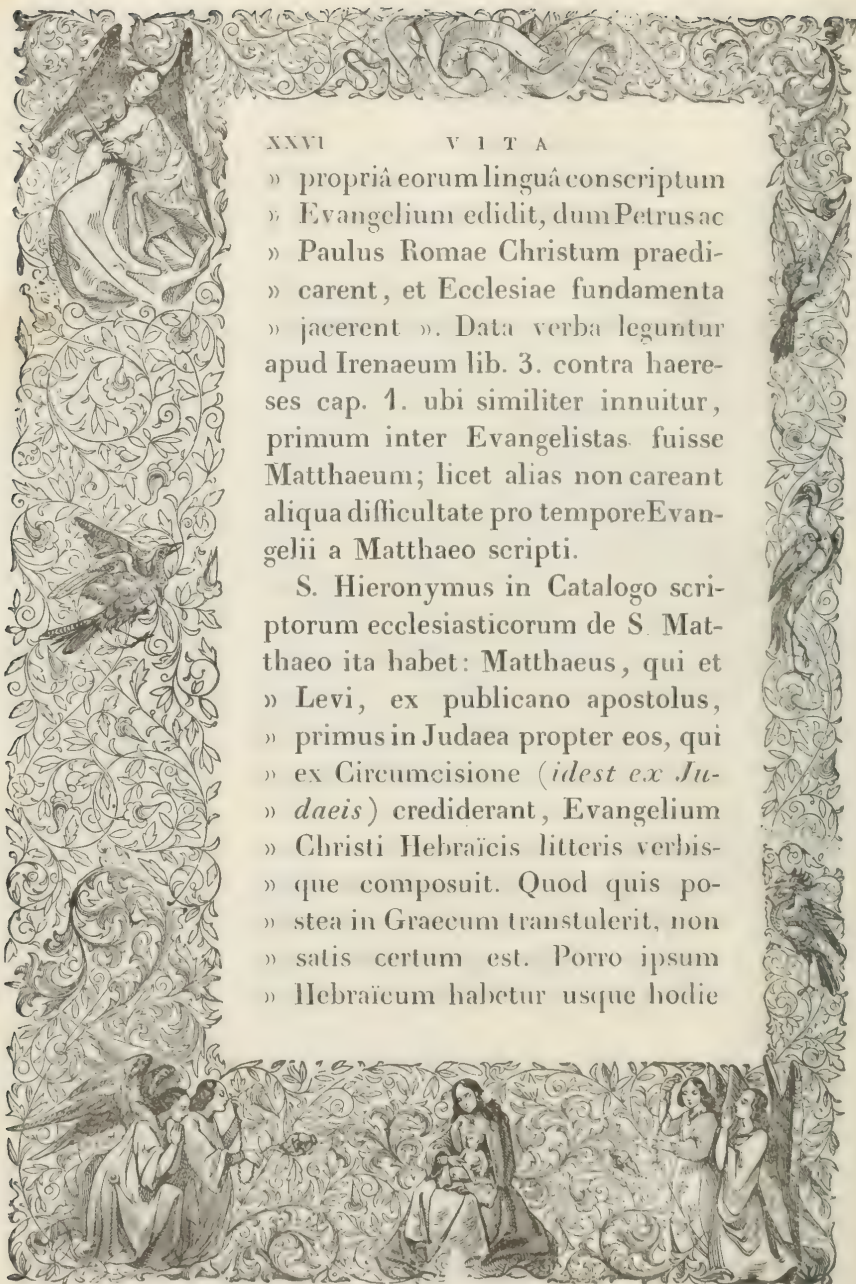 XXVI VITA
» propriâ eorum linguâ conscriptum
» Evangelium edidit, dum Petrus ac
» Paulus Romae Christum praedi-
» carent, et Ecclesiae fundamenta
» jacerent ». Data verba leguntur
apud Irenaeum lib. 3. contra haere-
ses cap. 1. ubi similiter innuitur,
primum inter Evangelistas fuisse
Matthaeum; licet alias non careant
aliqua difficultate pro tempore Evan-
gelii a Matthaeo scripti.
S. Hieronymus in Catalogo scri-
ptorum ecclesiasticorum de S. Mat-
thaeo ita habet: Matthaeus, qui et
» Levi, ex publicano apostolus,
» primus in Judaea propter eos, qui
» ex Circumcisione (idest ex Ju-
» daeis) crediderant, Evangelium
» Christi Hebraïcis litteris verbis-
» que composuit. Quod quis po-
» stea in Graecum transtulerit, non
» satis certum est. Porro ipsum
» Hebraïcum habetur usque hodie